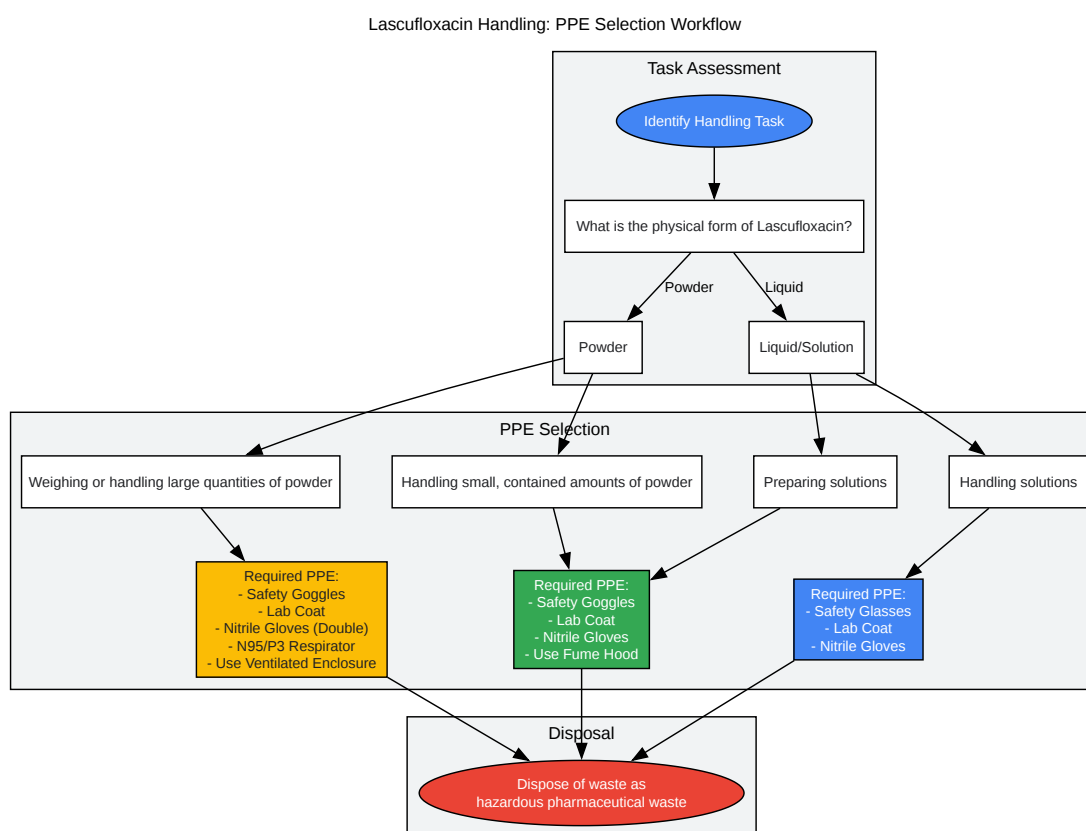 Lascufloxacin Handling: PPE Selection Workflow
Task Assessment
Identify Handling Task
What is the physical form of Lascufloxacin?
Powder
Liquid
Powder
Liquid/Solution
PPE Selection
Weighing or handling large quantities of powder
Handling small, contained amounts of powder
Preparing solutions
Handling solutions
Required PPE:
- Safety Goggles
- Lab Coat
- Nitrile Gloves (Double)
- N95/P3 Respirator
- Use Ventilated Enclosure
Required PPE:
- Safety Goggles
- Lab Coat
- Nitrile Gloves
- Use Fume Hood
Required PPE:
- Safety Glasses
- Lab Coat
- Nitrile Gloves
Disposal
Dispose of waste as
hazardous pharmaceutical waste